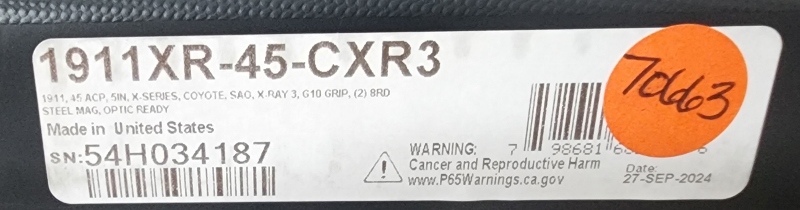 1911XR-45-CXR3
1911, 45 ACP, 5IN, X-SERIES, COYOTE, SAO, X-RAY 3, G10 GRIP, (2) 8RD
STEEL MAG, OPTIC READY
Made in United States
SN:54H034187
WARNING:
Cancer and Reproductive Harm
www.P65Warnings.ca.gov
7 98681
Date:
27-SEP-2024
70663